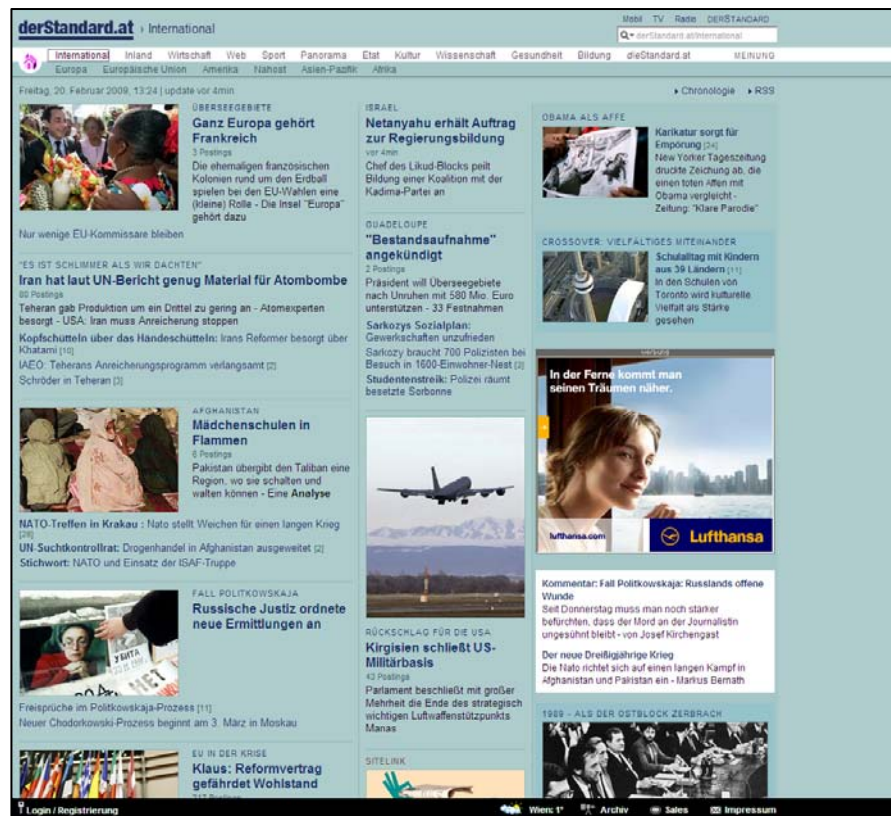 derStandard.at › International
Mobil TV Radio DERSTANDARD
derStandard.at/International
International Inland Wirtschaft Web Sport Panorama Etat Kultur Wissenschaft Gesundheit Bildung dieStandard.at MEINUNG
Europa Europäische Union Amerika Nahost Asien-Pazifik Afrika
Freitag, 20. Februar 2009, 13:24 | update vor 4min
Chronologie RSS
ÜBERSEEGEBIETE
Ganz Europa gehört
Frankreich
3 Postings
Die ehemaligen französischen
Kolonien rund um den Erdball
spielen bei den EU-Wahlen eine
(kleine) Rolle - Die Insel "Europa"
gehört dazu
Nur wenige EU-Kommissare bleiben
"ES IST SCHLIMMER ALS WIR DACHTEN"
Iran hat laut UN-Bericht genug Material für Atombombe
80 Postings
Teheran gab Produktion um ein Drittel zu gering an - Atomexperten
besorgt - USA: Iran muss Anreicherung stoppen
Kopfschütteln über das Handeschütteln: Irans Reformer besorgt über
Khatami [10]
IAEO: Teherans Anreicherungsprogramm verlangsamt [2]
Schröder in Teheran [3]
AFGHANISTAN
Mädchenschulen in
Flammen
6 Postings
Pakistan übergibt den Taliban eine
Region, wo sie schalten und
walten können - Eine Analyse
NATO-Treffen in Krakau : Nato stellt Weichen für einen langen Krieg
[26]
UN-Suchtkontrollrat: Drogenhandel in Afghanistan ausgeweitet [2]
Stichwort: NATO und Einsatz der ISAF-Truppe
FALL POLITKOWSKAJA
Russische Justiz ordnete
neue Ermittlungen an
УБИТА
Freisprüche im Politkowskaja-Prozess [11]
Neuer Chodorkowski-Prozess beginnt am 3. März in Moskau
EU IN DER KRISE
Klaus: Reformvertrag
gefährdet Wohlstand
ISRAEL
Netanyahu erhält Auftrag
zur Regierungsbildung
vor 4min
Chef des Likud-Blocks peilt
Bildung einer Koalition mit der
Kadima-Partei an
GUADELOUPE
"Bestandsaufnahme"
angekündigt
2 Postings
Präsident will Überseegebiete
nach Unruhen mit 580 Mio. Euro
unterstützen - 33 Festnahmen
Sarkozys Sozialplan:
Gewerkschaften unzufrieden
Sarkozy braucht 700 Polizisten bei
Besuch in 1600-Einwohner-Nest [2]
Studentenstreik: Polizei räumt
besetzte Sorbonne
RÜCKSCHLAG FÜR DIE USA
Kirgisien schließt US-
Militärbasis
43 Postings
Parlament beschließt mit großer
Mehrheit die Ende des strategisch
wichtigen Luftwaffenstützpunkts
Manas
SITELINK
OBAMA ALS AFFE
Karikatur sorgt für
Empörung [24]
New Yorker Tageszeitung
druckte Zeichnung ab, die
einen toten Affen mit
Obama vergleicht -
Zeitung: "Klare Parodie"
CROSSOVER: VIELFÄLTIGES MITEINANDER
Schulalltag mit Kindern
aus 39 Ländern [11]
In den Schulen von
Toronto wird kulturelle
Vielfalt als Stärke
gesehen
WERBUNG
In der Ferne kommt man
seinen Träumen näher.
lufthansa.com Lufthansa
Kommentar: Fall Politkowskaja: Russlands offene
Wunde
Seit Donnerstag muss man noch stärker
befürchten, dass der Mord an der Journalistin
ungesühnt bleibt - von Josef Kirchengast
Der neue Dreißigjährige Krieg
Die Nato richtet sich auf einen langen Kampf in
Afghanistan und Pakistan ein - Markus Bernath
1989 – ALS DER OSTBLOCK ZERBRACH
Login / Registrierung
Wien: 1° Archiv Sales Impressum